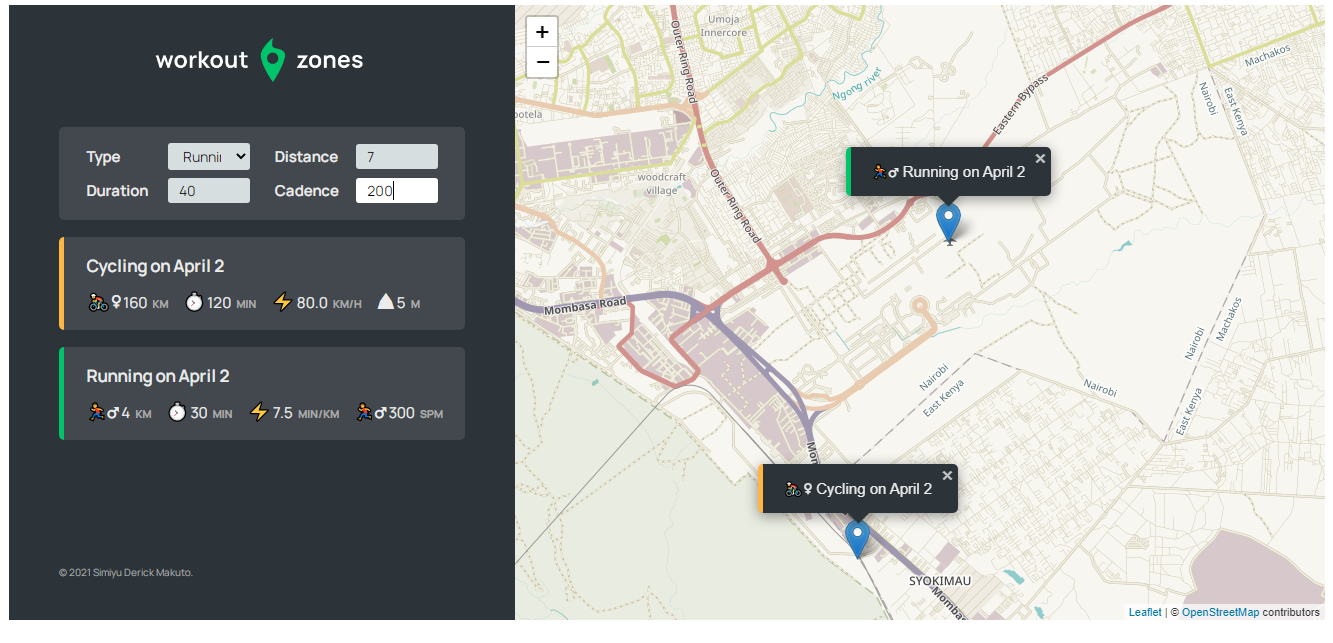 workout zones
Type Runni Distance 7
Duration 40 Cadence 200
Cycling on April 2
160 KM 120 MIN 80.0 KM/H 5 M
Running on April 2
4 KM 30 MIN 7.5 MIN/KM 300 SPM
© 2021 Simiyu Derick Makuto.
+
−
Umoja
Innercore
Outer Ring Road
Ngong river
Machakos
Nairobi
East Kenya
Eastern Bypass
potela
woodcraft
village
Outer Ring Road
Running on April 2 ×
Mombasa Road
Nairobi
Machakos
Nairobi
East Kenya
Nairobi
East Kenya
Mom
Cycling on April 2 ×
SYOKIMAU
Mombas
Leaflet | © OpenStreetMap contributors